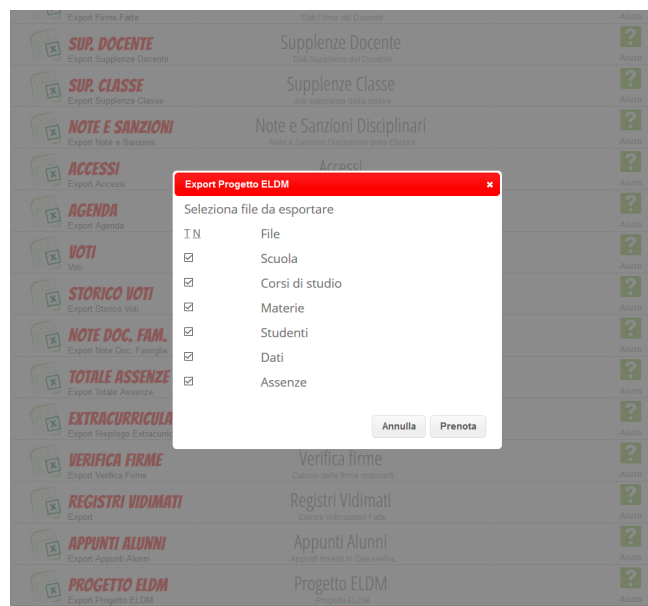 Export Firme Fatte Dati Firme del Docente Aiuto
SUP. DOCENTE Supplenze Docente
Export Supplenze Docente Dati Supplenze del Docente Aiuto
SUP. CLASSE Supplenze Classe
Export Supplenze Classe dati supplenze della classe Aiuto
NOTE E SANZIONI Note e Sanzioni Disciplinari
Export Note e Sanzioni Note e Sanzioni Disciplinari della Classe Aiuto
ACCESSI Accessi
Export Accessi Aiuto
Export Progetto ELDM
AGENDA
Export Agenda Aiuto
Seleziona file da esportare
T N File
VOTI
Voti Aiuto
Scuola
Corsi di studio
STORICO VOTI
Export Storico Voti Aiuto
Materie
NOTE DOC. FAM.
Export Note Doc. Famiglie Aiuto
Studenti
Dati
TOTALE ASSENZE
Export Totale Assenze Aiuto
Assenze
EXTRACURRICULA
Export Riepilogo Extracurric Aiuto
Annulla Prenota
VERIFICA FIRME Verifica firme
Export Verifica Firme Calcolo delle firme mancanti Aiuto
REGISTRI VIDIMATI Registri Vidimati
Export Elenco Vidimazioni Fatte Aiuto
APPUNTI ALUNNI Appunti Alunni
Export Appunti Alunni Appunti inseriti in ClasseViva Aiuto
PROGETTO ELDM Progetto ELDM
Export Progetto ELDM Progetto ELDM Aiuto